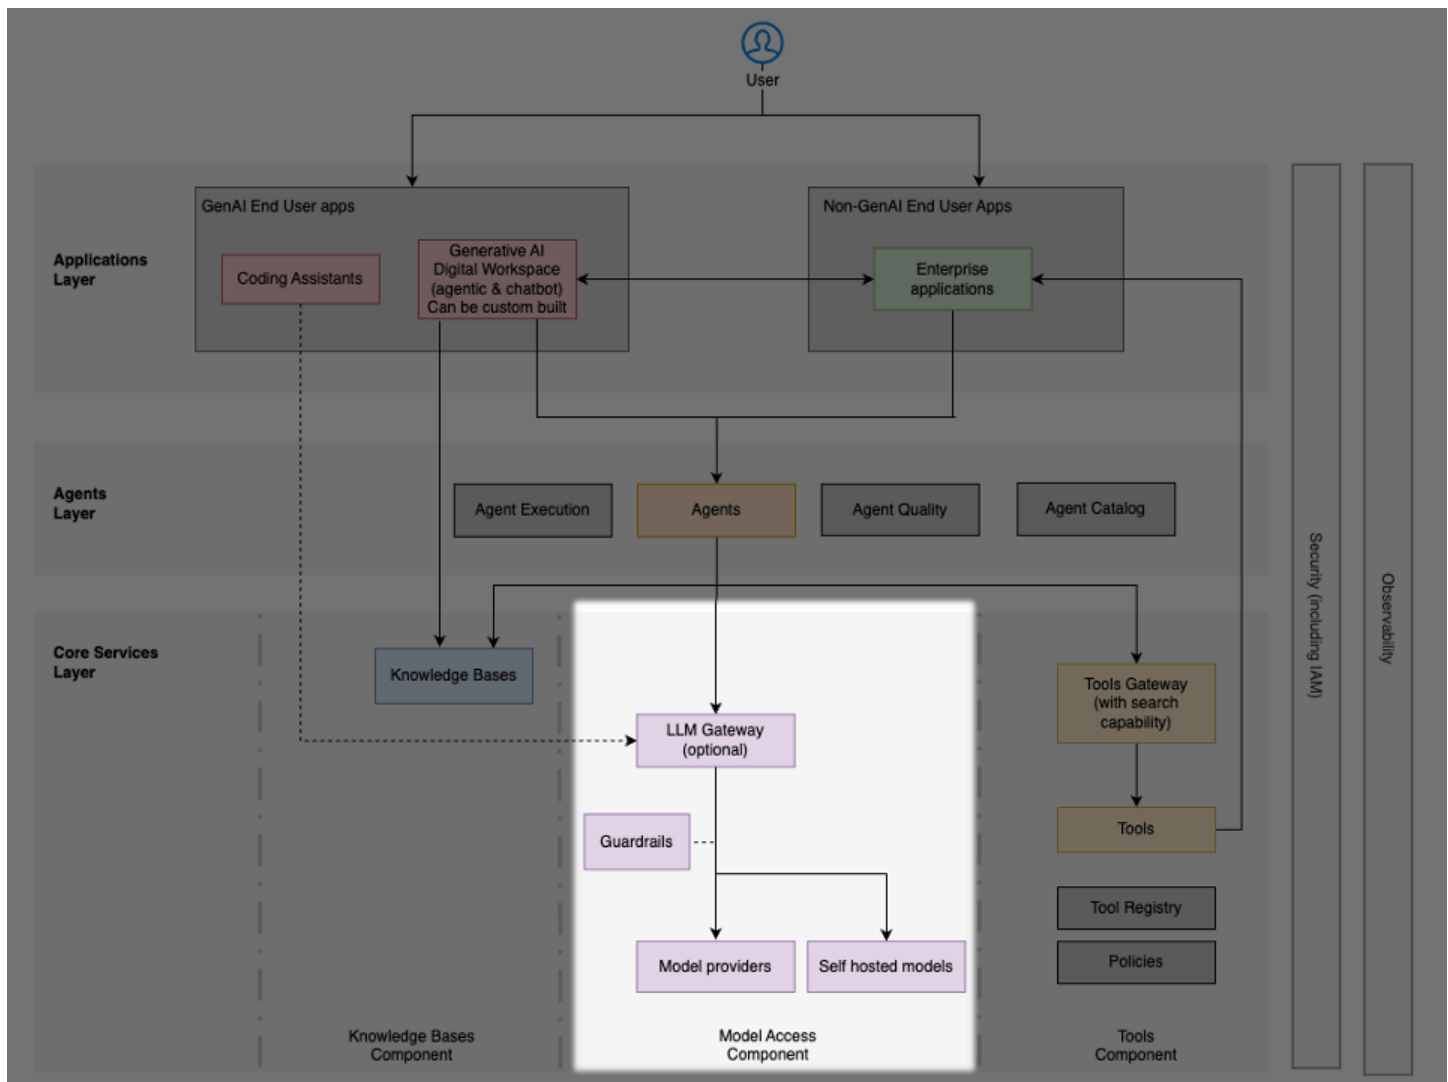 User
GenAI End User apps
Non-GenAI End User Apps
Applications
Layer
Coding Assistants
Generative AI
Digital Workspace
(agentic & chatbot)
Can be custom built
Enterprise
applications
Agents
Layer
Agent Execution
Agents
Agent Quality
Agent Catalog
Security (including IAM)
Observability
Core Services
Layer
Knowledge Bases
LLM Gateway
(optional)
Tools Gateway
(with search
capability)
Guardrails
Tools
Tool Registry
Model providers
Self hosted models
Policies
Knowledge Bases
Component
Model Access
Component
Tools
Component